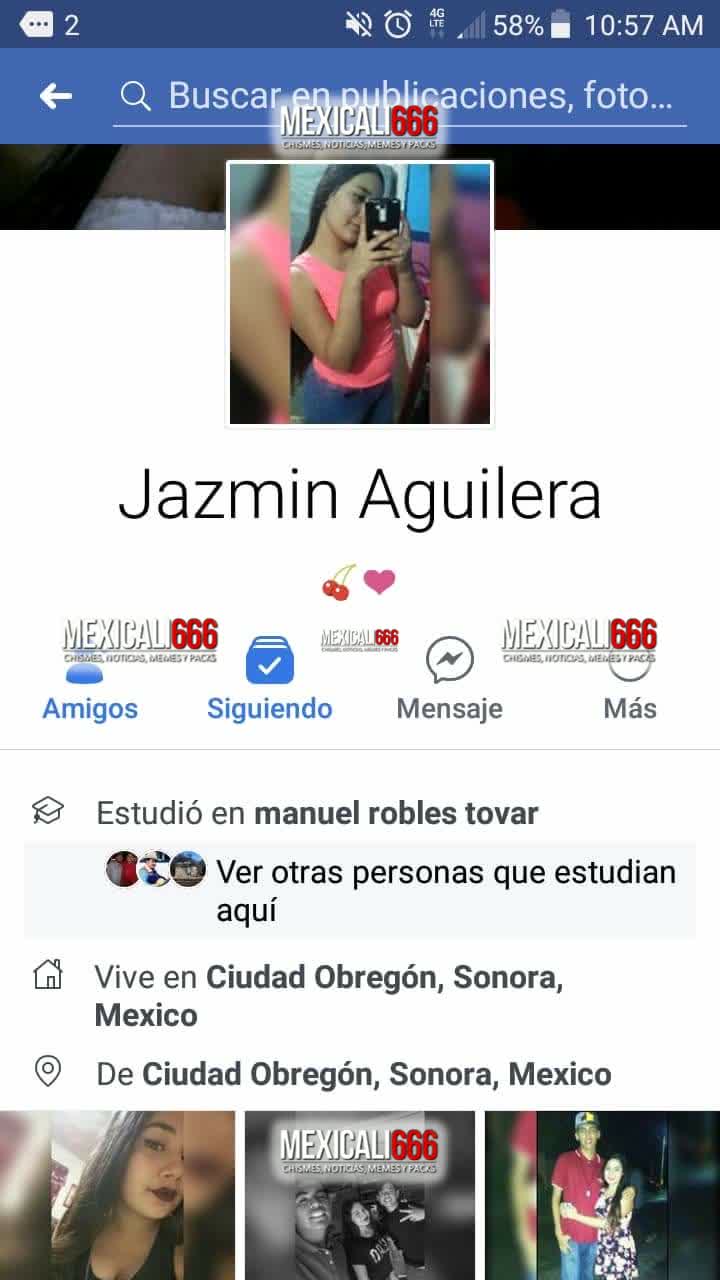 2
4G
LTE
58%
10:57 AM
Buscar en publicaciones, foto...
MEXICALI666
CHISMES, NOTICIAS, MEMES Y PACKS
Jazmin Aguilera
MEXICALI666
CHISMES, NOTICIAS, MEMES Y PACKS
MEXICALI666
CHISMES, NOTICIAS, MEMES Y PACKS
MEXICALI666
CHISMES, NOTICIAS, MEMES Y PACKS
Amigos
Siguiendo
Mensaje
Más
Estudió en manuel robles tovar
Ver otras personas que estudian
aquí
Vive en Ciudad Obregón, Sonora,
Mexico
De Ciudad Obregón, Sonora, Mexico
MEXICALI666
CHISMES, NOTICIAS, MEMES Y PACKS